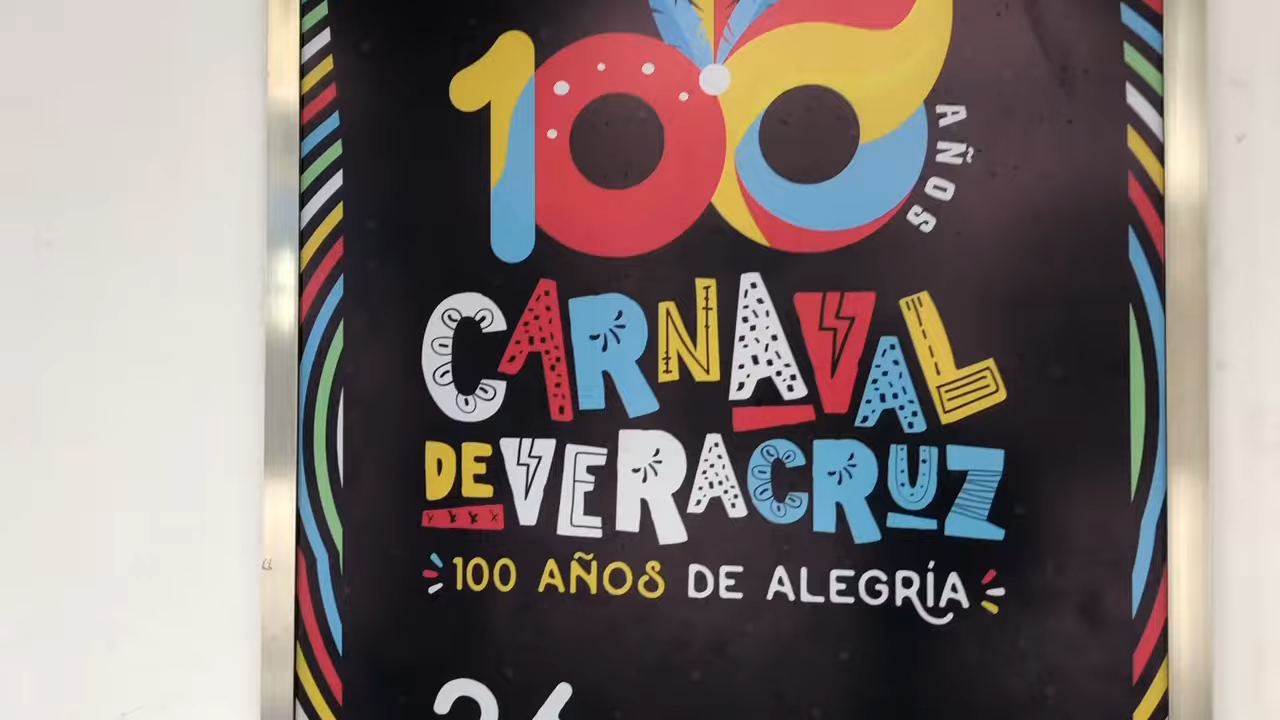 100
AÑOS
CARNAVAL
DE VERACRUZ
100 AÑOS DE ALEGRÍA